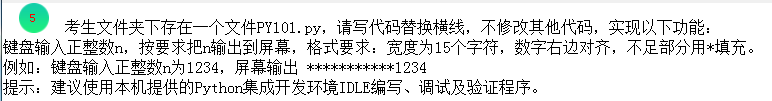 5 考生文件夹下存在一个文件PY101.py，请写代码替换横线，不修改其他代码，实现以下功能：
键盘输入正整数n，按要求把n输出到屏幕，格式要求：宽度为15个字符，数字右边对齐，不足部分用*填充。
例如：键盘输入正整数n为1234，屏幕输出 ***********1234
提示：建议使用本机提供的Python集成开发环境IDLE编写、调试及验证程序。